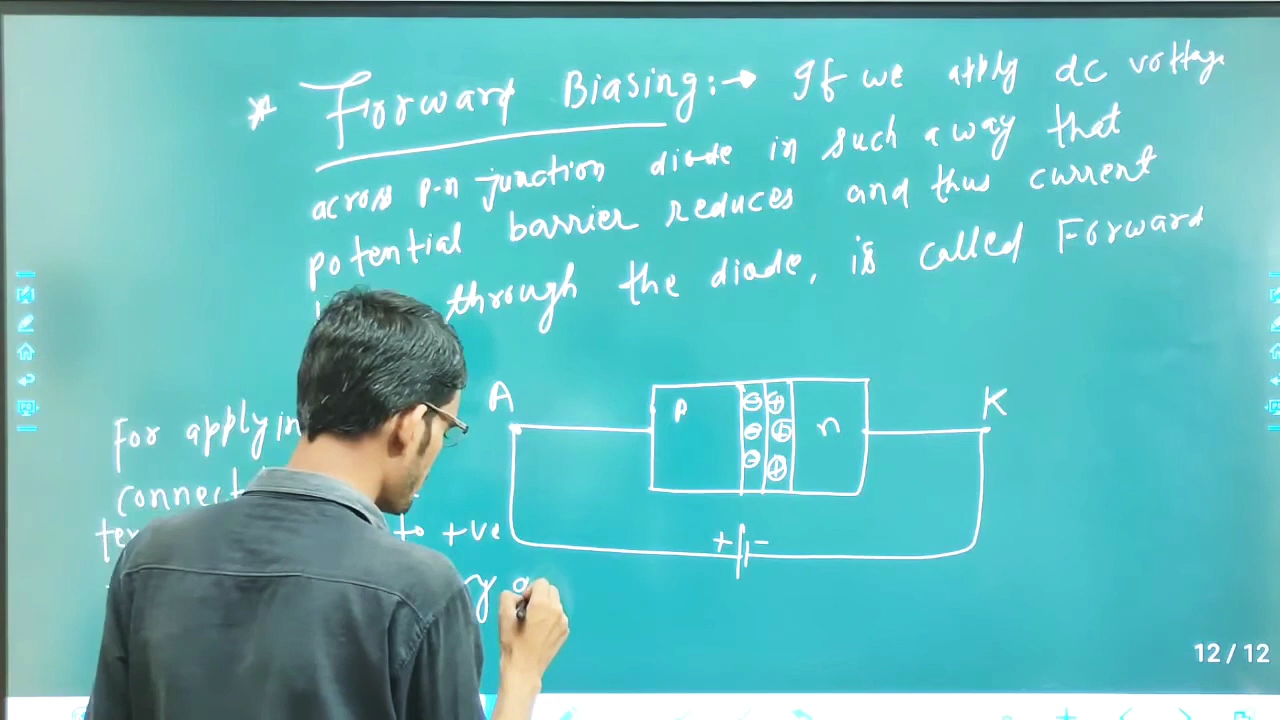 * Forward Biasing:→ If we apply dc voltage
across p-n junction diode in such a way that
potential barrier reduces and thus current
through the diode, is called Forward
A
K
p
n
⊖ ⊕
⊖ ⊕
⊖ ⊕
+ -
For
connect
to +ve
12/12